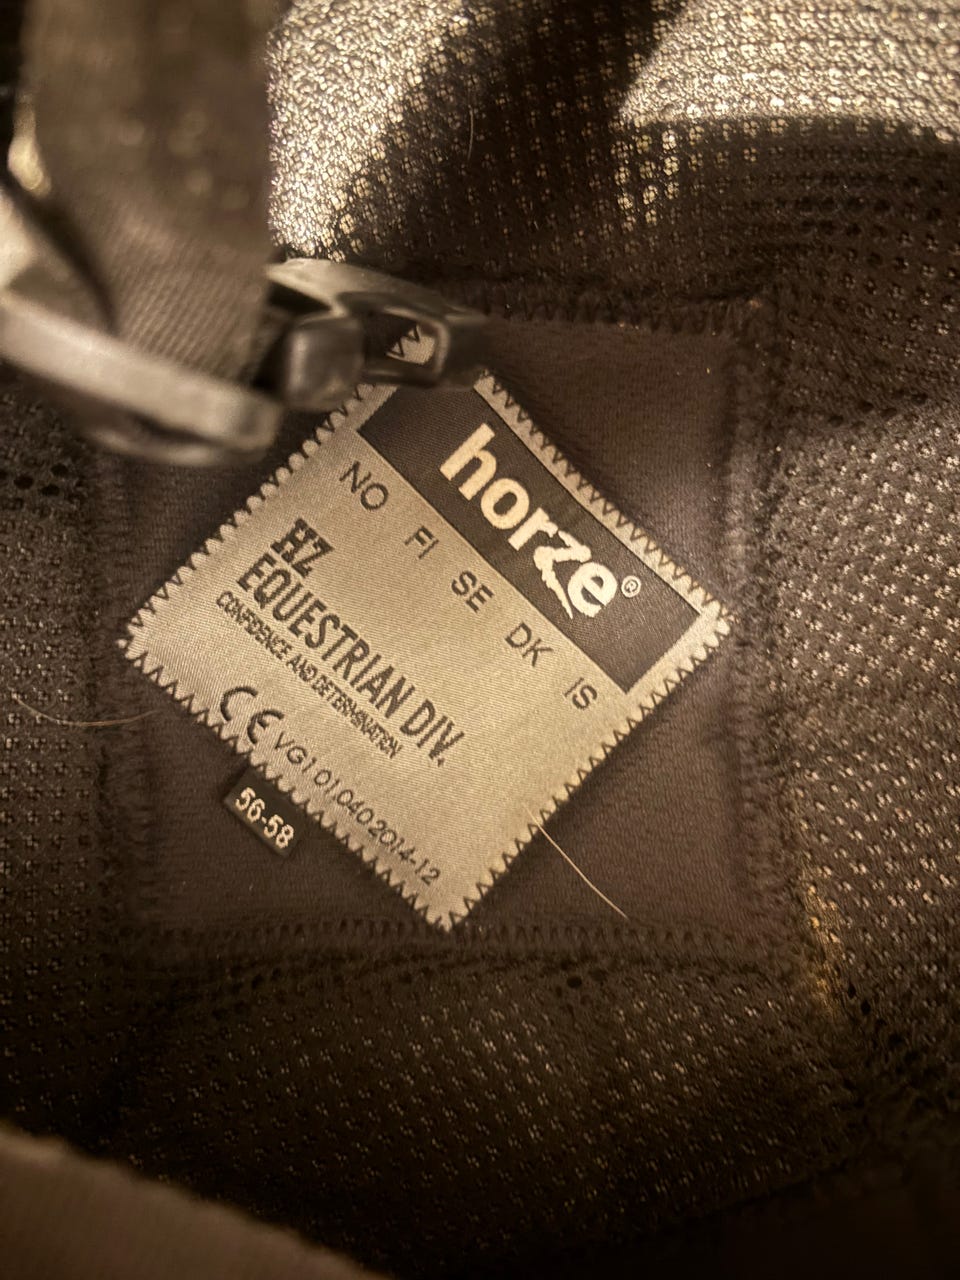 horze®
NO FI SE DK IS
HZ
EQUESTRIAN DIV.
CONFIDENCE AND DETERMINATION
CE VG1 01.040 2014-12
56-58